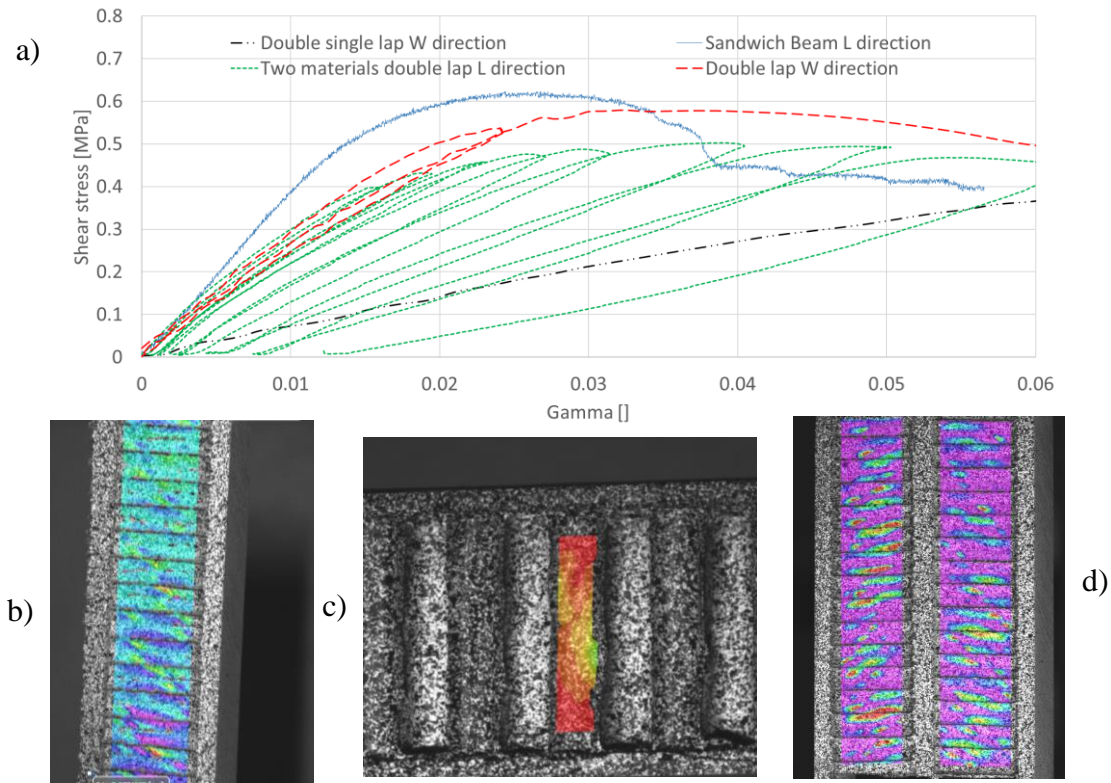 a)
0.8
0.7
0.6
0.5
0.4
0.3
0.2
0.1
0
Shear stress [MPa]
Double single lap W direction
Sandwich Beam L direction
Two materials double lap L direction
Double lap W direction
0 0.01 0.02 0.03 0.04 0.05 0.06
Gamma []
b)
c)
d)